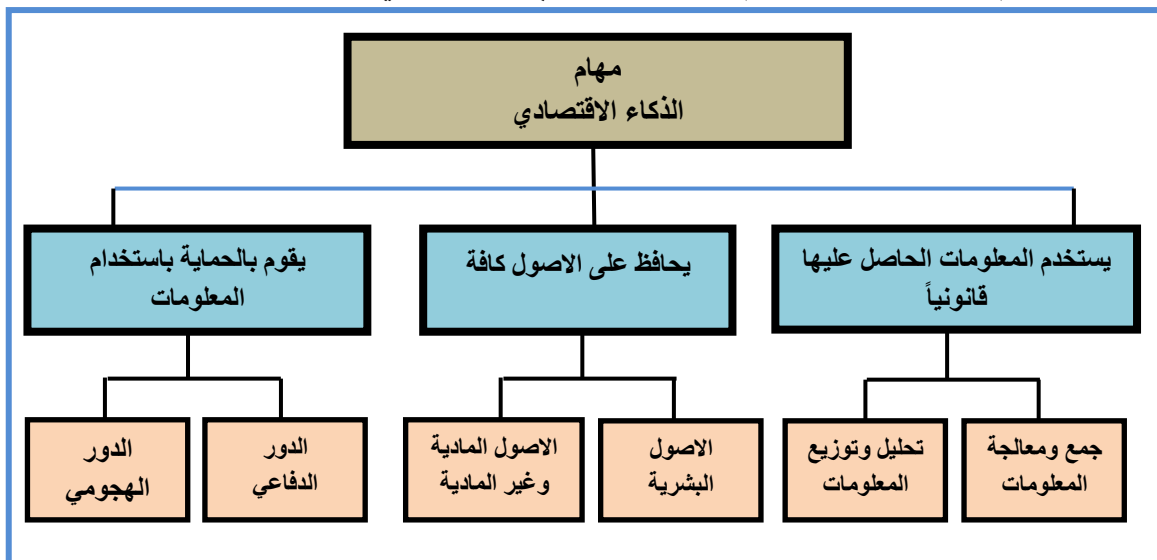 مهام
الذكاء الاقتصادي
يستخدم المعلومات الحاصل عليها
قانونياً
يحافظ على الاصول كافة
يقوم بالحماية باستخدام
المعلومات
جمع ومعالجة
المعلومات
تحليل وتوزيع
المعلومات
الاصول
البشرية
الاصول المادية
وغير المادية
الدور
الدفاعي
الدور
الهجومي